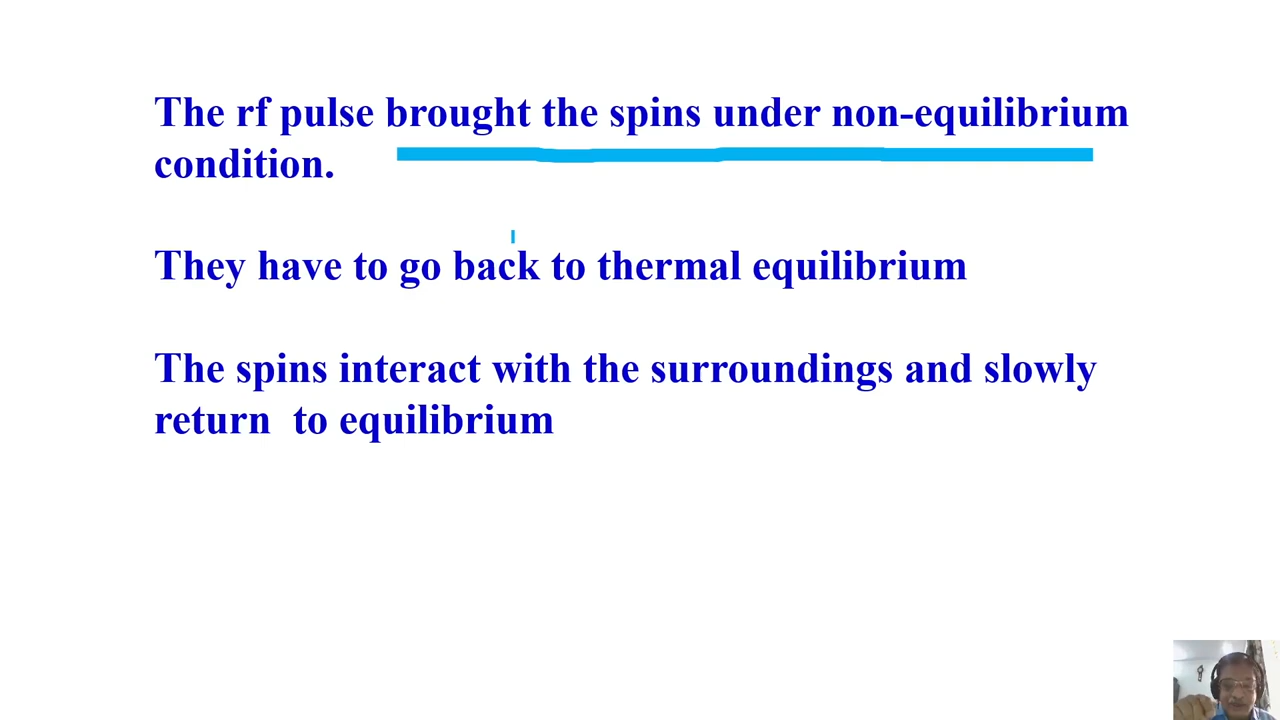 The rf pulse brought the spins under non-equilibrium
condition.
They have to go back to thermal equilibrium
The spins interact with the surroundings and slowly
return  to equilibrium